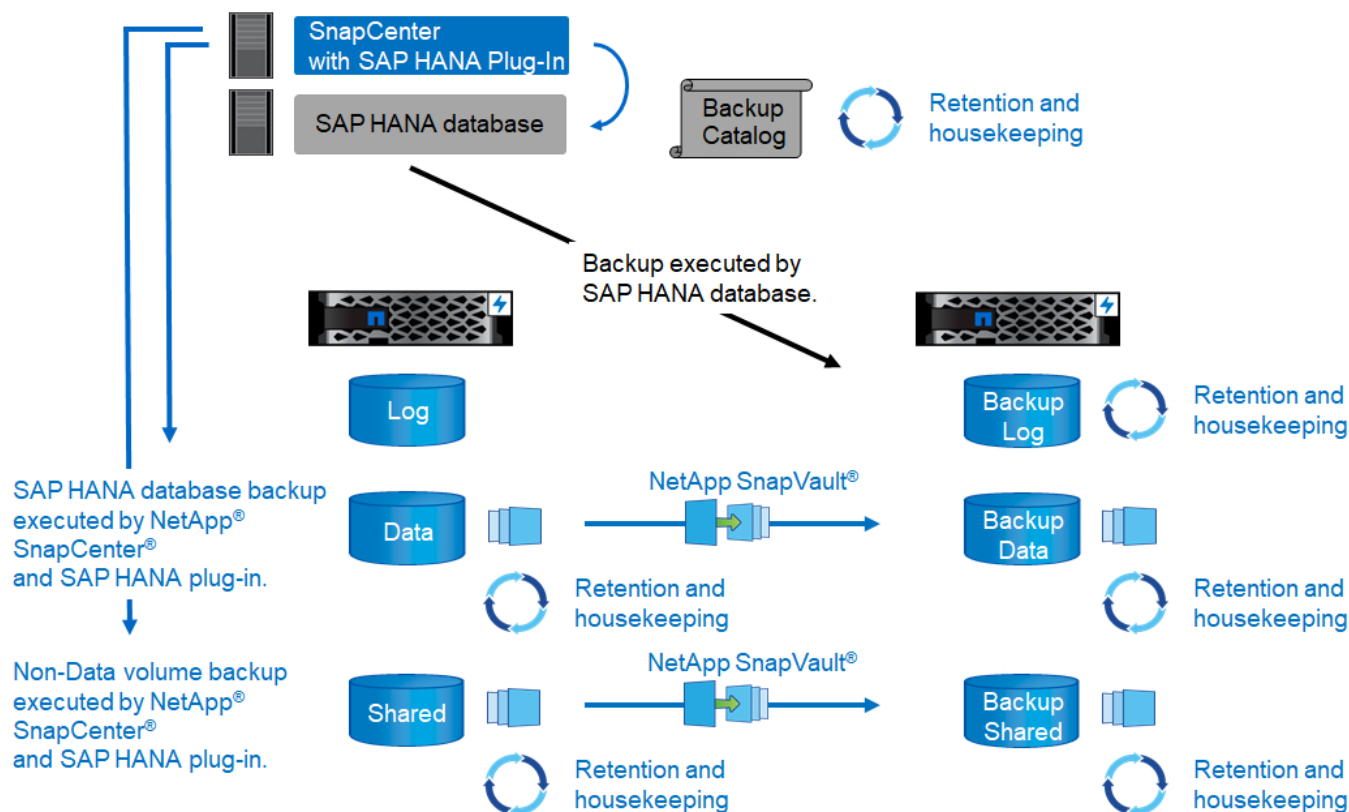 SnapCenter
with SAP HANA Plug-In
SAP HANA database
Backup
Catalog
Retention and
housekeeping
Backup executed by
SAP HANA database.
Log
Backup
Log
Retention and
housekeeping
SAP HANA database backup
executed by NetApp®
SnapCenter®
and SAP HANA plug-in.
Data
NetApp SnapVault®
Backup
Data
Retention and
housekeeping
Retention and
housekeeping
Non-Data volume backup
executed by NetApp®
SnapCenter®
and SAP HANA plug-in.
Shared
NetApp SnapVault®
Backup
Shared
Retention and
housekeeping
Retention and
housekeeping